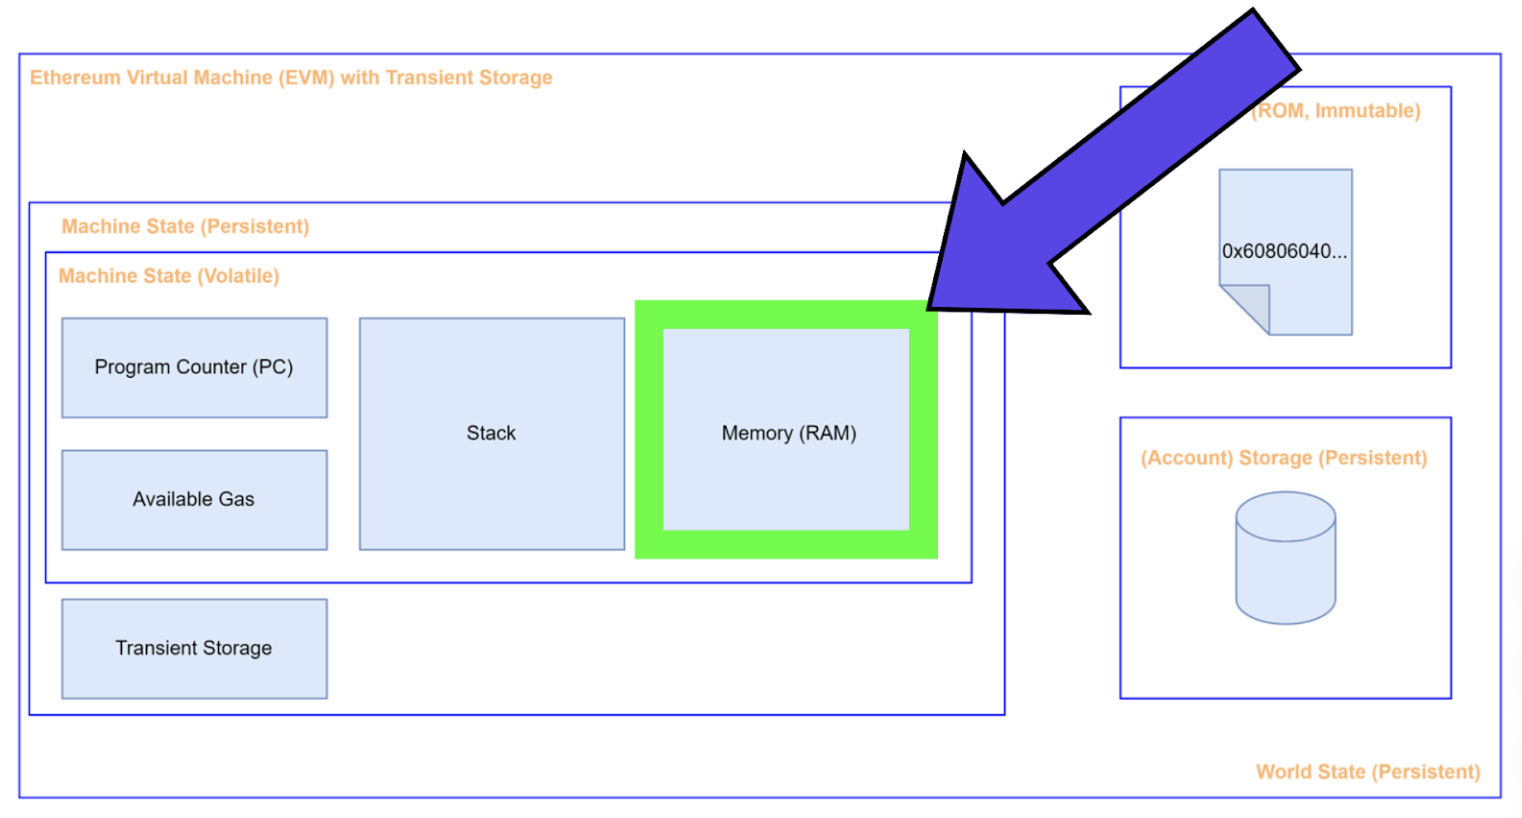 Ethereum Virtual Machine (EVM) with Transient Storage
(ROM, Immutable)
Machine State (Persistent)
Machine State (Volatile)
0x60806040...
Program Counter (PC)
Stack
Memory (RAM)
Available Gas
(Account) Storage (Persistent)
Transient Storage
World State (Persistent)